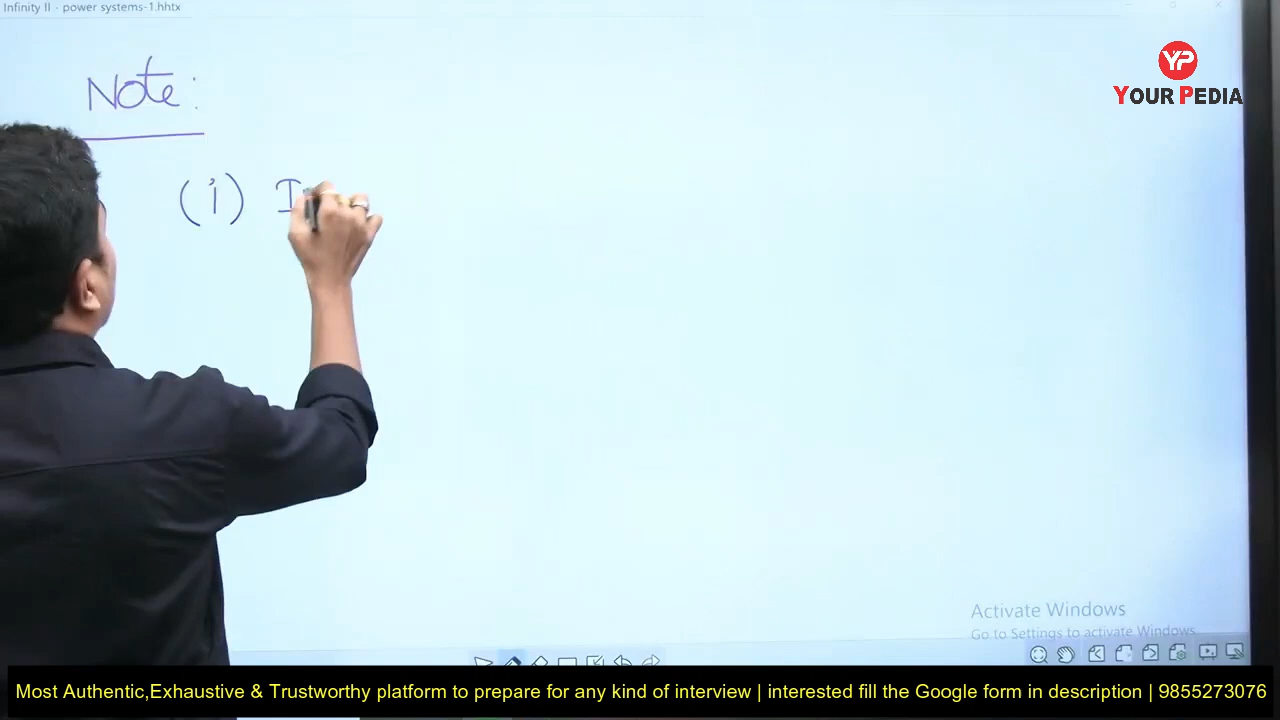 Infinity II - power systems-1.hhtx
YP
YOUR PEDIA
Note:
(i) I
Activate Windows
Go to Settings to activate Windows.
Most Authentic,Exhaustive & Trustworthy platform to prepare for any kind of interview | interested fill the Google form in description | 9855273076